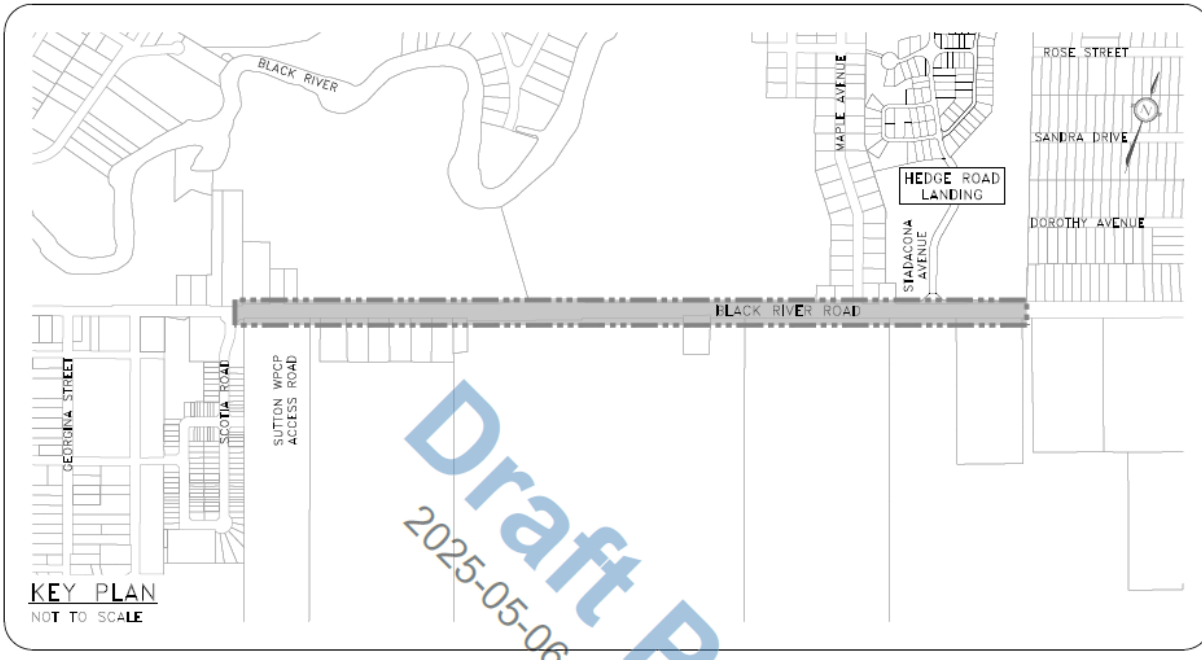 BLACK RIVER
MAPLE AVENUE
ROSE STREET
N
SANDRA DRIVE
HEDGE ROAD
LANDING
DOROTHY AVENUE
STADACONA
AVENUE
BLACK RIVER ROAD
GEORGINA STREET
SCOTIA ROAD
SUTTON WPCP
ACCESS ROAD
Draft P
2025-05-06
KEY PLAN
NOT TO SCALE